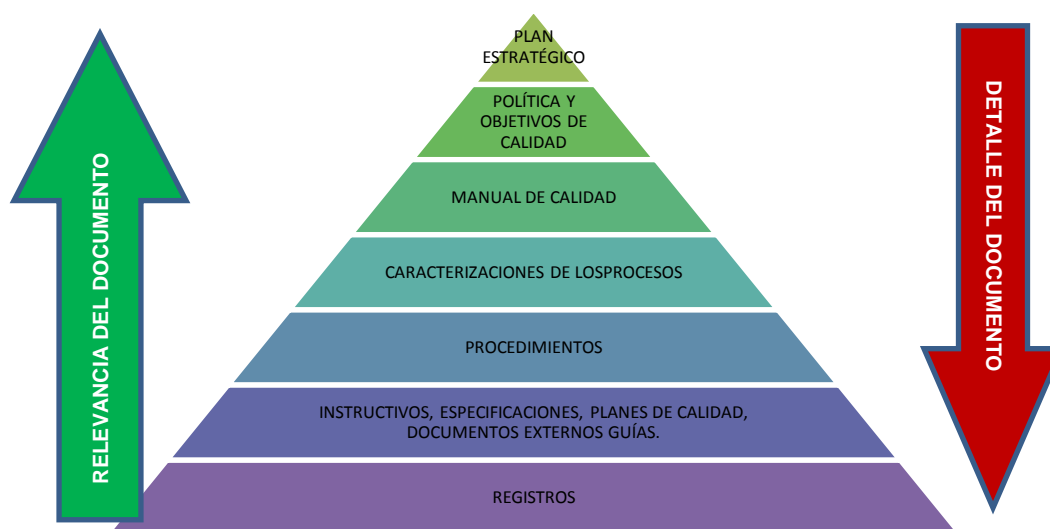 PLAN
ESTRATÉGICO
POLÍTICA Y
OBJETIVOS DE
CALIDAD
MANUAL DE CALIDAD
CARACTERIZACIONES DE LOSPROCESOS
PROCEDIMIENTOS
INSTRUCTIVOS, ESPECIFICACIONES, PLANES DE CALIDAD,
DOCUMENTOS EXTERNOS GUÍAS.
REGISTROS
RELEVANCIA DEL DOCUMENTO
DETALLE DEL DOCUMENTO